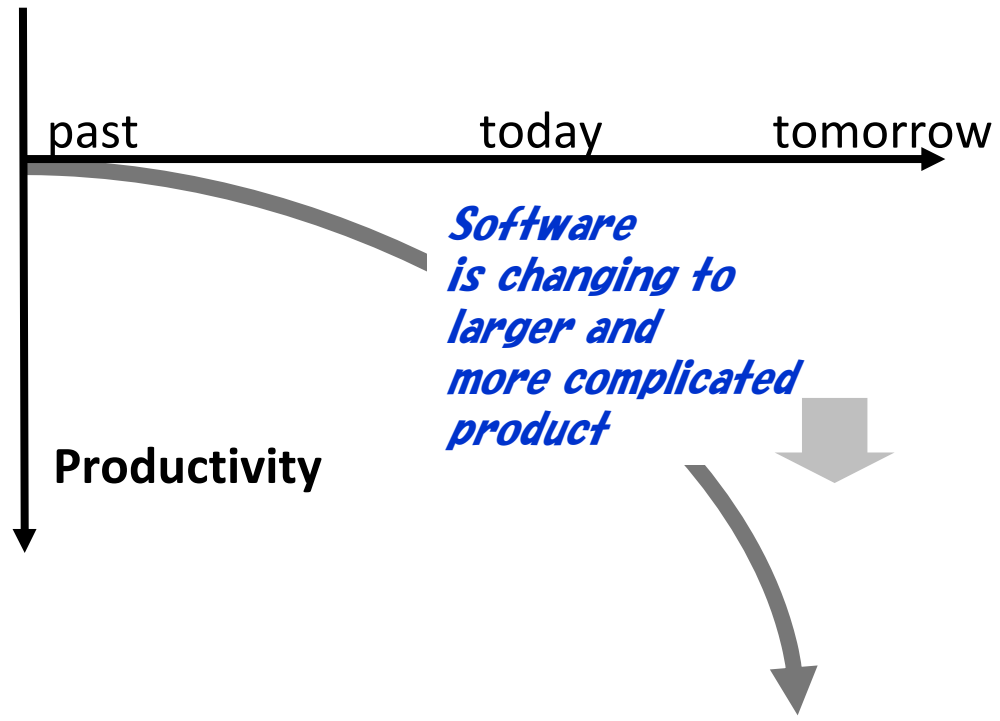 past today tomorrow
Software
is changing to
larger and
more complicated
product
Productivity